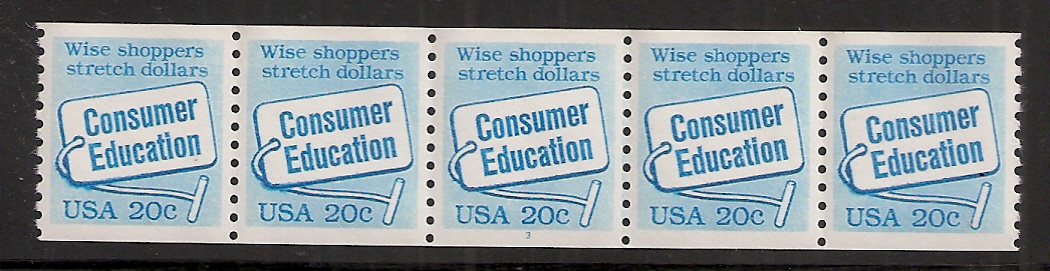 Wise shoppers
stretch dollars
Consumer
Education
USA 20c
Wise shoppers
stretch dollars
Consumer
Education
USA 20c
Wise shoppers
stretch dollars
Consumer
Education
USA 20c
3
Wise shoppers
stretch dollars
Consumer
Education
USA 20c
Wise shoppers
stretch dollars
Consumer
Education
USA 20c